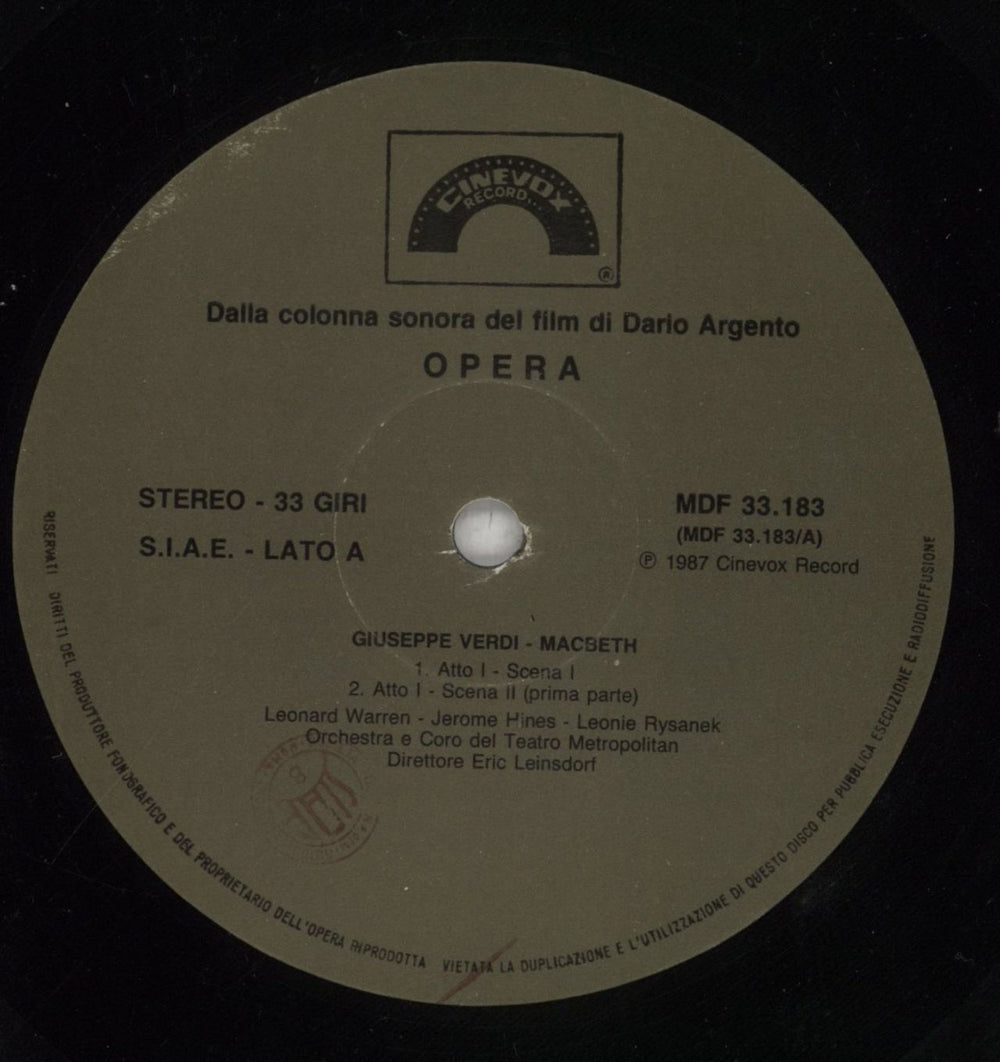 CINEVOX
RECORD...
®
Dalla colonna sonora del film di Dario Argento
OPERA
STEREO - 33 GIRI
S.I.A.E. - LATO A
MDF 33.183
(MDF 33.183/A)
℗ 1987 Cinevox Record
GIUSEPPE VERDI - MACBETH
1. Atto I - Scena I
2. Atto I - Scena II (prima parte)
Leonard Warren - Jerome Hines - Leonie Rysanek
Orchestra e Coro del Teatro Metropolitan
Direttore Eric Leinsdorf
RISERVATI DIRITTI DEL PRODUTTORE FONOGRAFICO E DEL PROPRIETARIO DELL'OPERA RIPRODOTTA VIETATA LA DUPLICAZIONE E L'UTILIZZAZIONE DI QUESTO DISCO PER PUBBLICA ESECUZIONE E RADIODIFFUSIONE